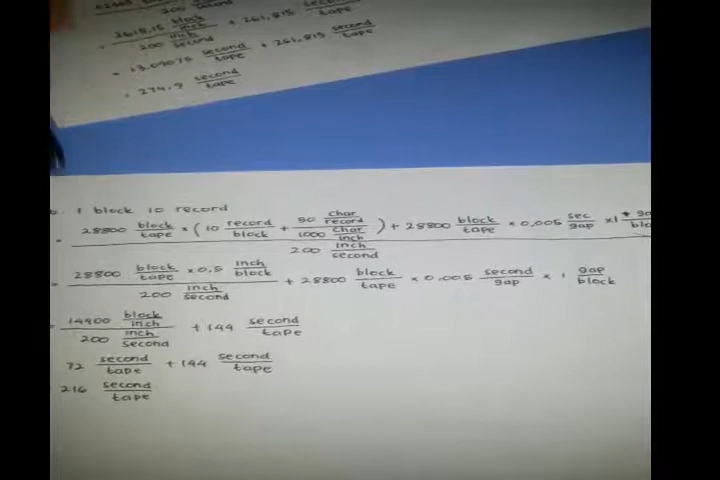 200
2618,15 block/inch + 261,815 second/tape
= 200 inch/second
= 13.09075 second/tape + 261,815 second/tape
= 274.9 second/tape
b. 1 block 10 record
= 28800 block/tape × (10 record/block + 50 char/record / 1000 char/inch) + 28800 block/tape × 0,005 sec/gap × 1
200 inch/second
28800 block/tape × 0,5 inch/block + 28800 block/tape × 0.005 second/gap × 1 gap/block
200 inch/second
14400 block/inch + 144 second/tape
200 inch/second
72 second/tape + 144 second/tape
216 second/tape